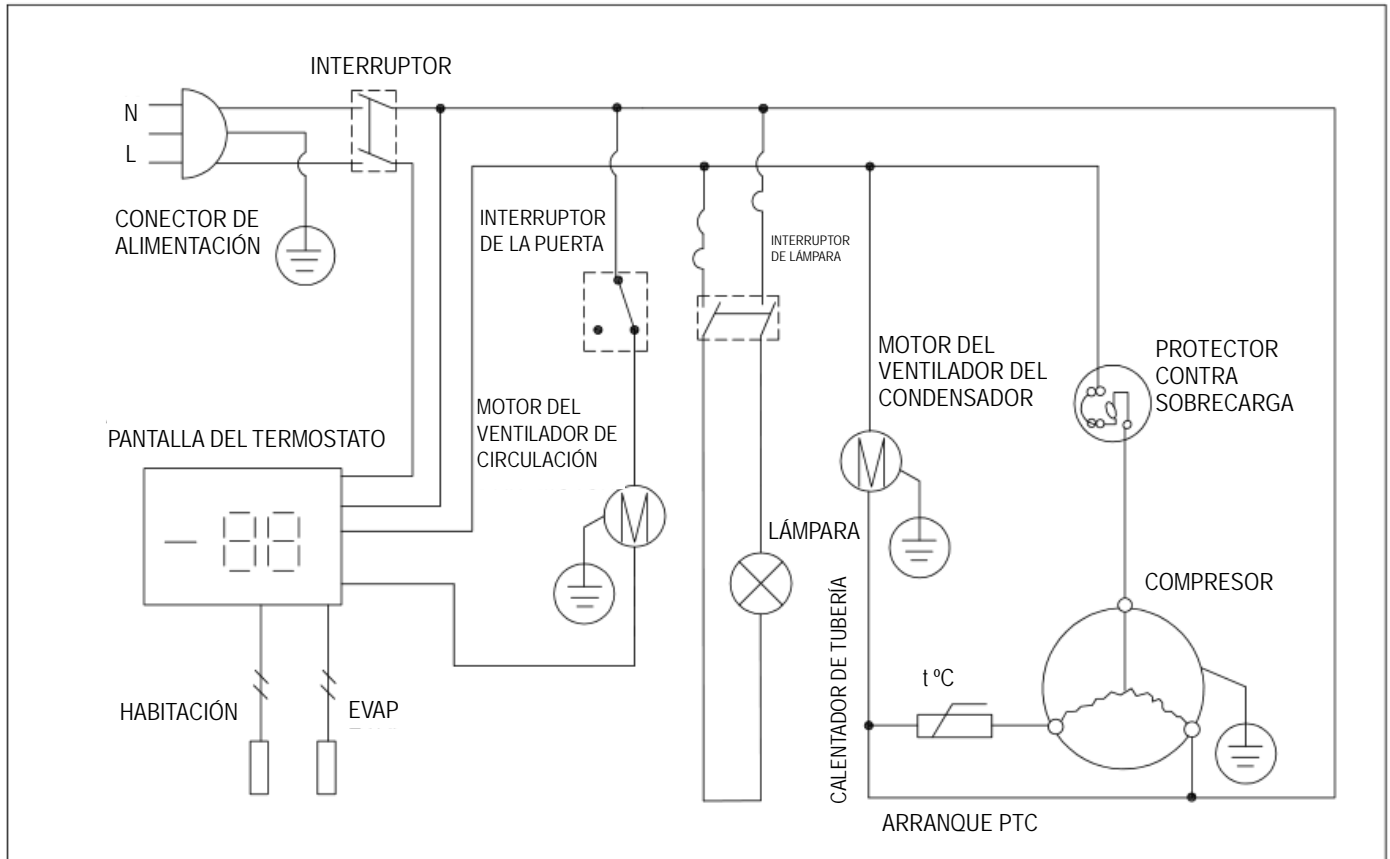 INTERRUPTOR
N
L
CONECTOR DE
ALIMENTACIÓN
INTERRUPTOR
DE LA PUERTA
INTERRUPTOR
DE LÁMPARA
MOTOR DEL
VENTILADOR DEL
CONDENSADOR
PROTECTOR
CONTRA
SOBRECARGA
PANTALLA DEL TERMOSTATO
MOTOR DEL
VENTILADOR DE
CIRCULACIÓN
LÁMPARA
COMPRESOR
CALENTADOR DE TUBERÍA
t ºC
HABITACIÓN
EVAP
ARRANQUE PTC